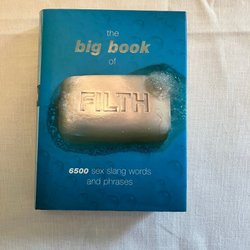 the
big book
of
FILTH
6500 sex slang words
and phrases